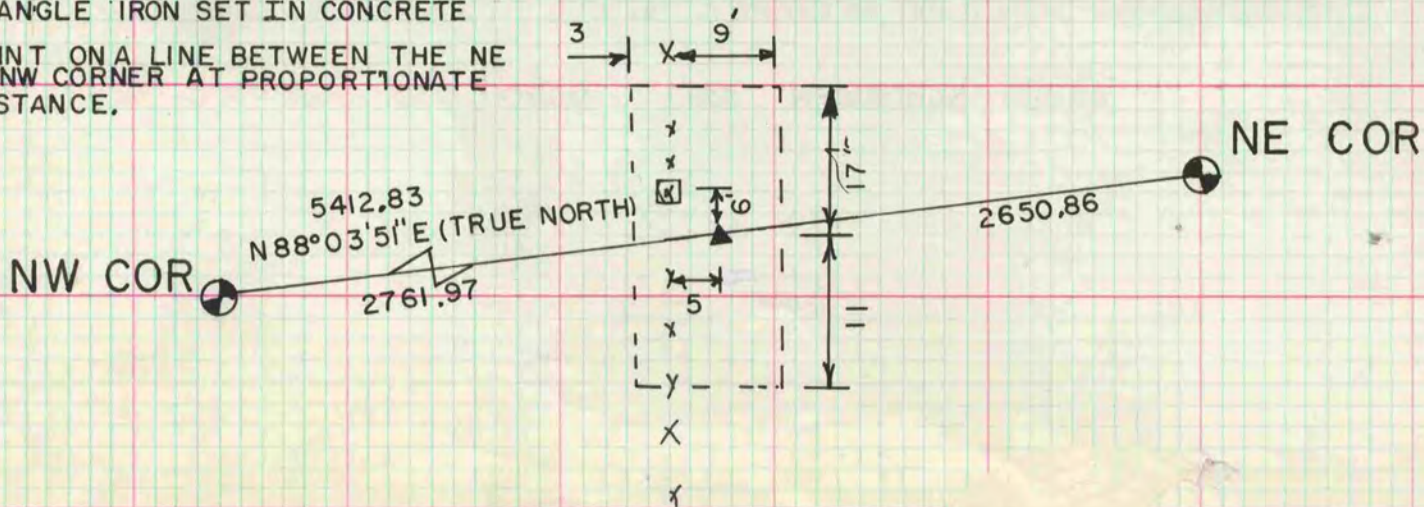 ANGLE IRON SET IN CONCRETE
INT ON A LINE BETWEEN THE NE
NW CORNER AT PROPORTIONATE
STANCE.
3
9'
NE COR
17'
5412.83
N88°03'51"E (TRUE NORTH)
6
2650.86
NW COR
2761.97
5
11